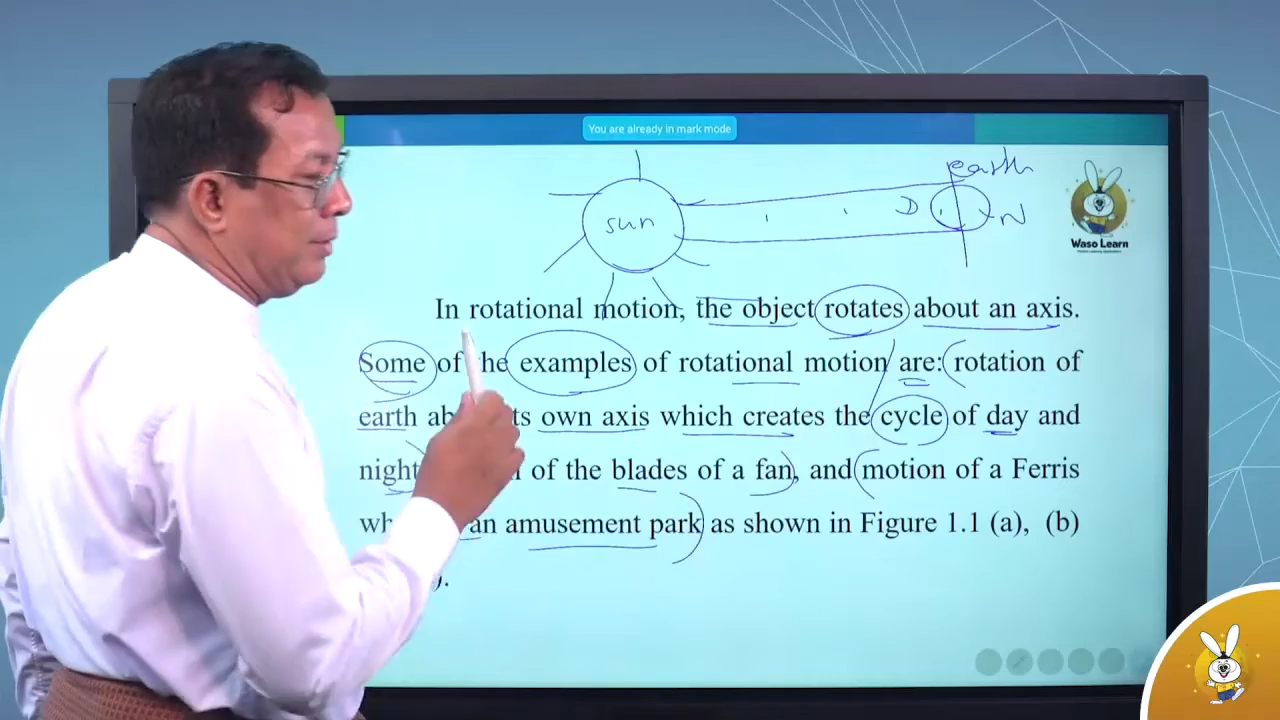 You are already in mark mode
earth
sun
D
N
Waso Learn
In rotational motion, the object rotates about an axis.
Some of the examples of rotational motion are: rotation of
earth its own axis which creates the cycle of day and
night of the blades of a fan, and motion of a Ferris
an amusement park as shown in Figure 1.1 (a), (b)